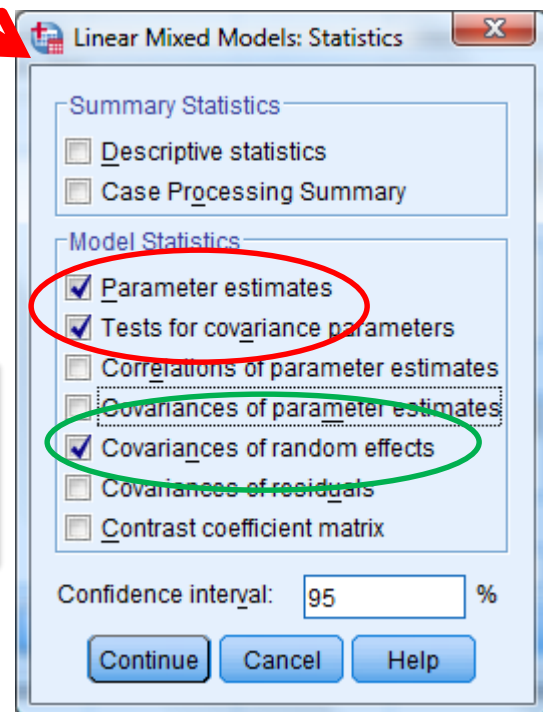 Linear Mixed Models: Statistics
Summary Statistics
Descriptive statistics
Case Processing Summary
Model Statistics
Parameter estimates
Tests for covariance parameters
Correlations of parameter estimates
Covariances of parameter estimates
Covariances of random effects
Covariances of residuals
Contrast coefficient matrix
Confidence interval: 95 %
Continue Cancel Help